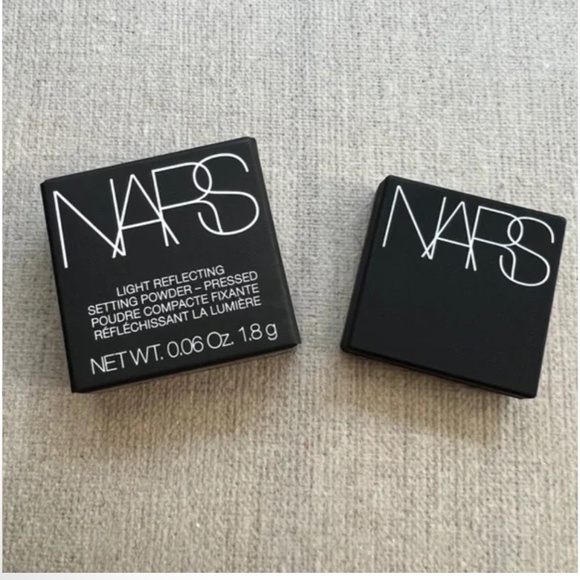 NARS
LIGHT REFLECTING
SETTING POWDER – PRESSED
POUDRE COMPACTE FIXANTE
RÉFLÉCHISSANT LA LUMIÈRE
NET WT. 0.06 Oz. 1.8 g
NARS